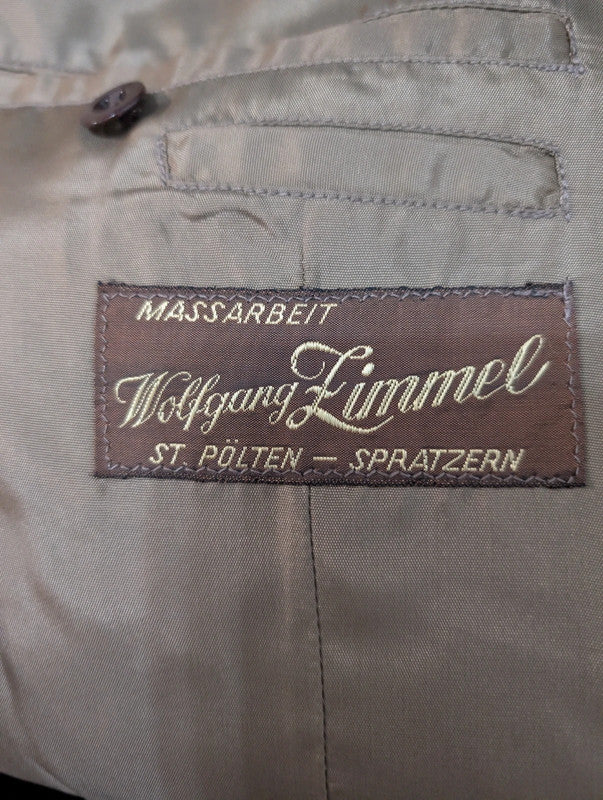 MASSARBEIT
Wolfgang Zimmel
ST. PÖLTEN – SPRATZERN